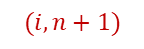 (i, n + 1)